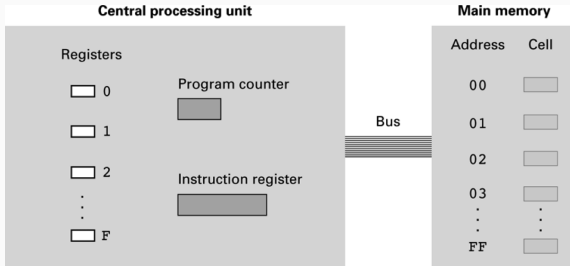 Central processing unit
Main memory
Registers
0
1
2
F
Program counter
Instruction register
Bus
Address Cell
00
01
02
03
FF